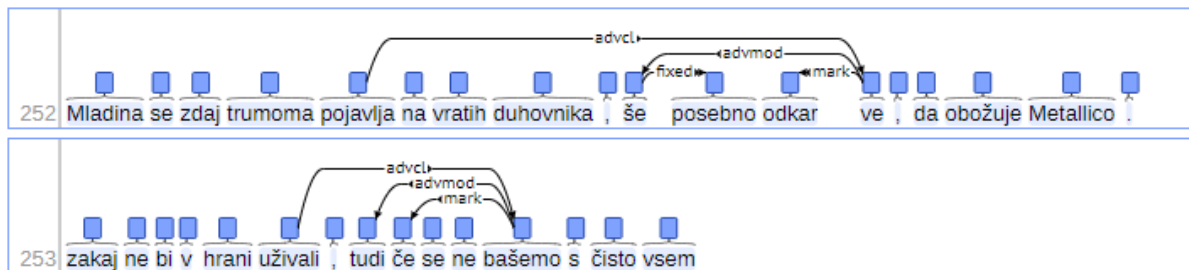 advcl
advmod
fixed mark
252 Mladina se zdaj trumoma pojavlja na vratih duhovnika , še posebno odkar ve , da obožuje Metallico .
advcl
advmod
mark
253 zakaj ne bi v hrani uživali , tudi če se ne bašemo s čisto vsem